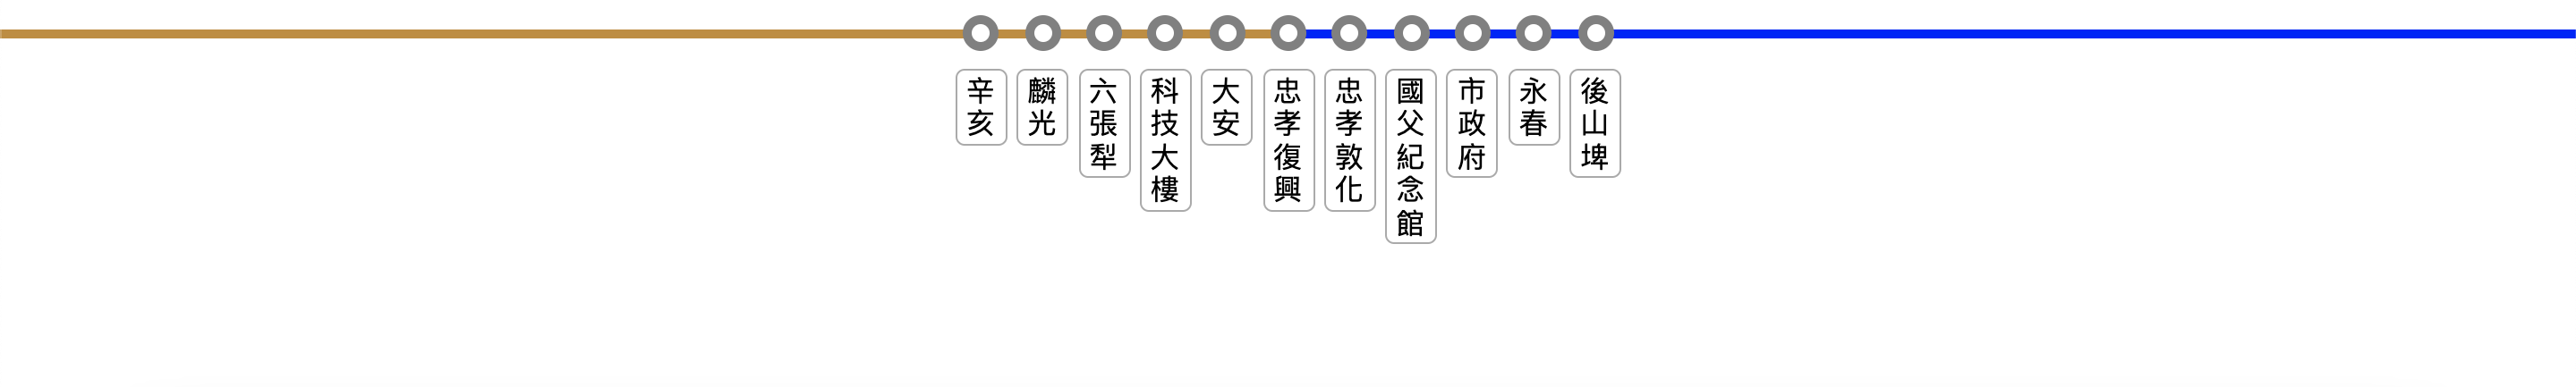 辛亥
麟光
六張犁
科技大樓
大安
忠孝復興
忠孝敦化
國父紀念館
市政府
永春
後山埤